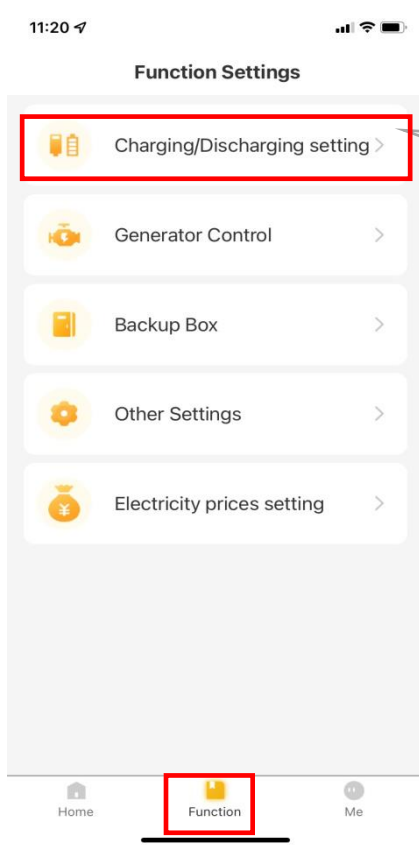 11:20
Function Settings
Charging/Discharging setting
Generator Control
Backup Box
Other Settings
Electricity prices setting
¥
Home Function Me